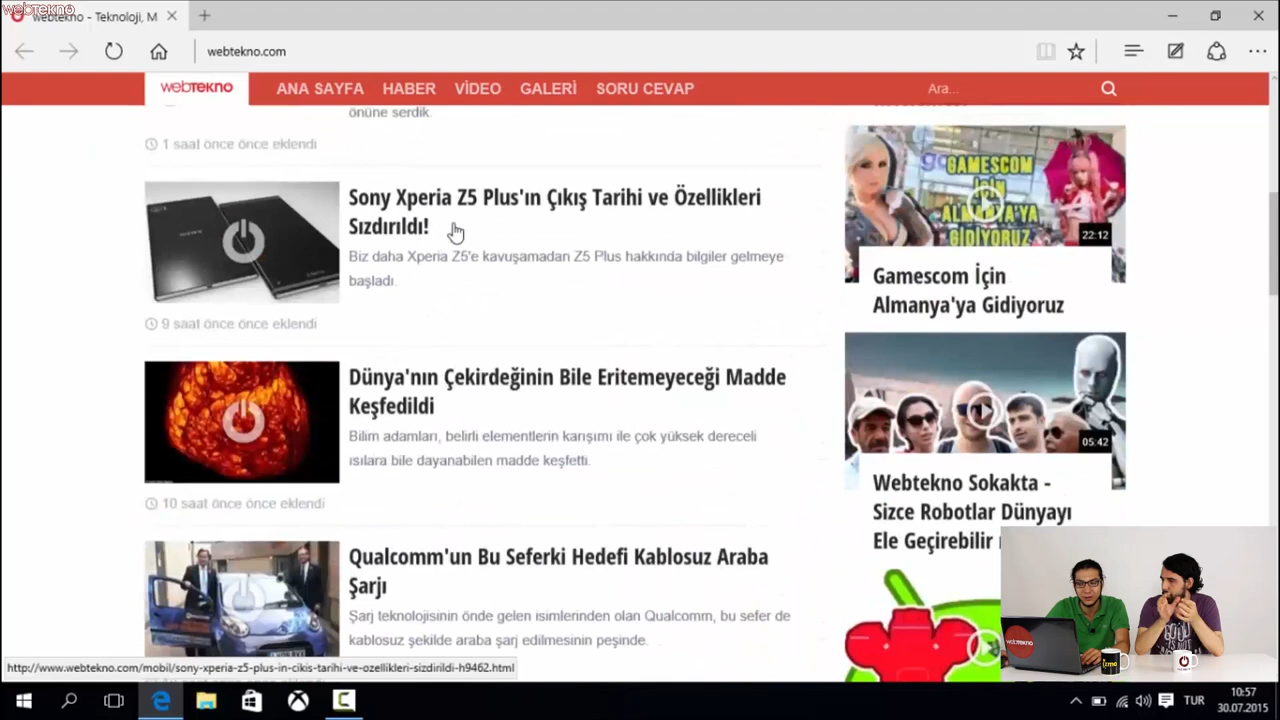 webtekno
webtekno - Teknoloji, M
webtekno.com
webTEKNO
ANA SAYFA HABER VİDEO GALERİ SORU CEVAP
Ara...
önüne serdik.
1 saat önce önce eklendi
Sony Xperia Z5 Plus'ın Çıkış Tarihi ve Özellikleri
Sızdırıldı!
Biz daha Xperia Z5'e kavuşamadan Z5 Plus hakkında bilgiler gelmeye
başladı.
SONY
9 saat önce önce eklendi
Dünya'nın Çekirdeğinin Bile Eritemeyeceği Madde
Keşfedildi
Bilim adamları, belirli elementlerin karışımı ile çok yüksek dereceli
ısılara bile dayanabilen madde keşfetti.
10 saat önce önce eklendi
Qualcomm'un Bu Seferki Hedefi Kablosuz Araba
Şarjı
Şarj teknolojisinin önde gelen isimlerinden olan Qualcomm, bu sefer de
kablosuz şekilde araba şarj edilmesinin peşinde.
GAMESCOM
İÇİN
ALMANYA'YA
GİDİYORUZ
22:12
Gamescom İçin
Almanya'ya Gidiyoruz
05:42
Webtekno Sokakta -
Sizce Robotlar Dünyayı
Ele Geçirebilir
webtekno
http://www.webtekno.com/mobil/sony-xperia-z5-plus-in-cikis-tarihi-ve-ozellikleri-sizdirildi-h9462.html
TUR
10:57
30.07.2015